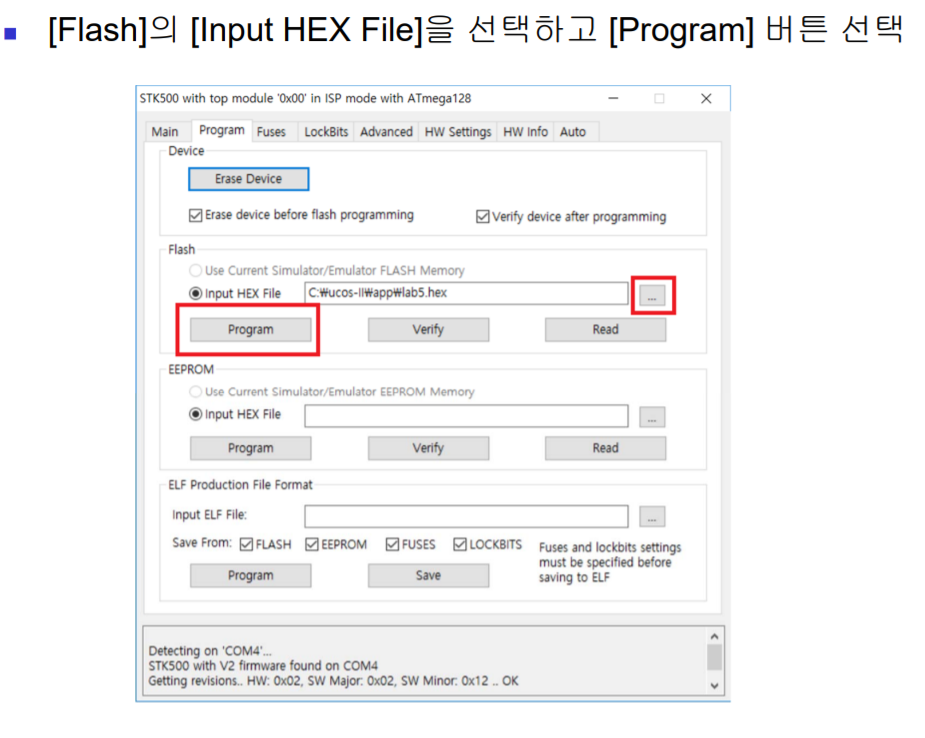 [Flash]의 [Input HEX File]을 선택하고 [Program] 버튼 선택
STK500 with top module '0x00' in ISP mode with ATmega128
Main Program Fuses LockBits Advanced HW Settings HW Info Auto
Device
Erase Device
Erase device before flash programming Verify device after programming
Flash
Use Current Simulator/Emulator FLASH Memory
Input HEX File C:₩ucos-II₩app₩lab5.hex ...
Program Verify Read
EEPROM
Use Current Simulator/Emulator EEPROM Memory
Input HEX File ...
Program Verify Read
ELF Production File Format
Input ELF File: ...
Save From: FLASH EEPROM FUSES LOCKBITS Fuses and lockbits settings
must be specified before
Program Save saving to ELF
Detecting on 'COM4'...
STK500 with V2 firmware found on COM4
Getting revisions.. HW: 0x02, SW Major: 0x02, SW Minor: 0x12 .. OK